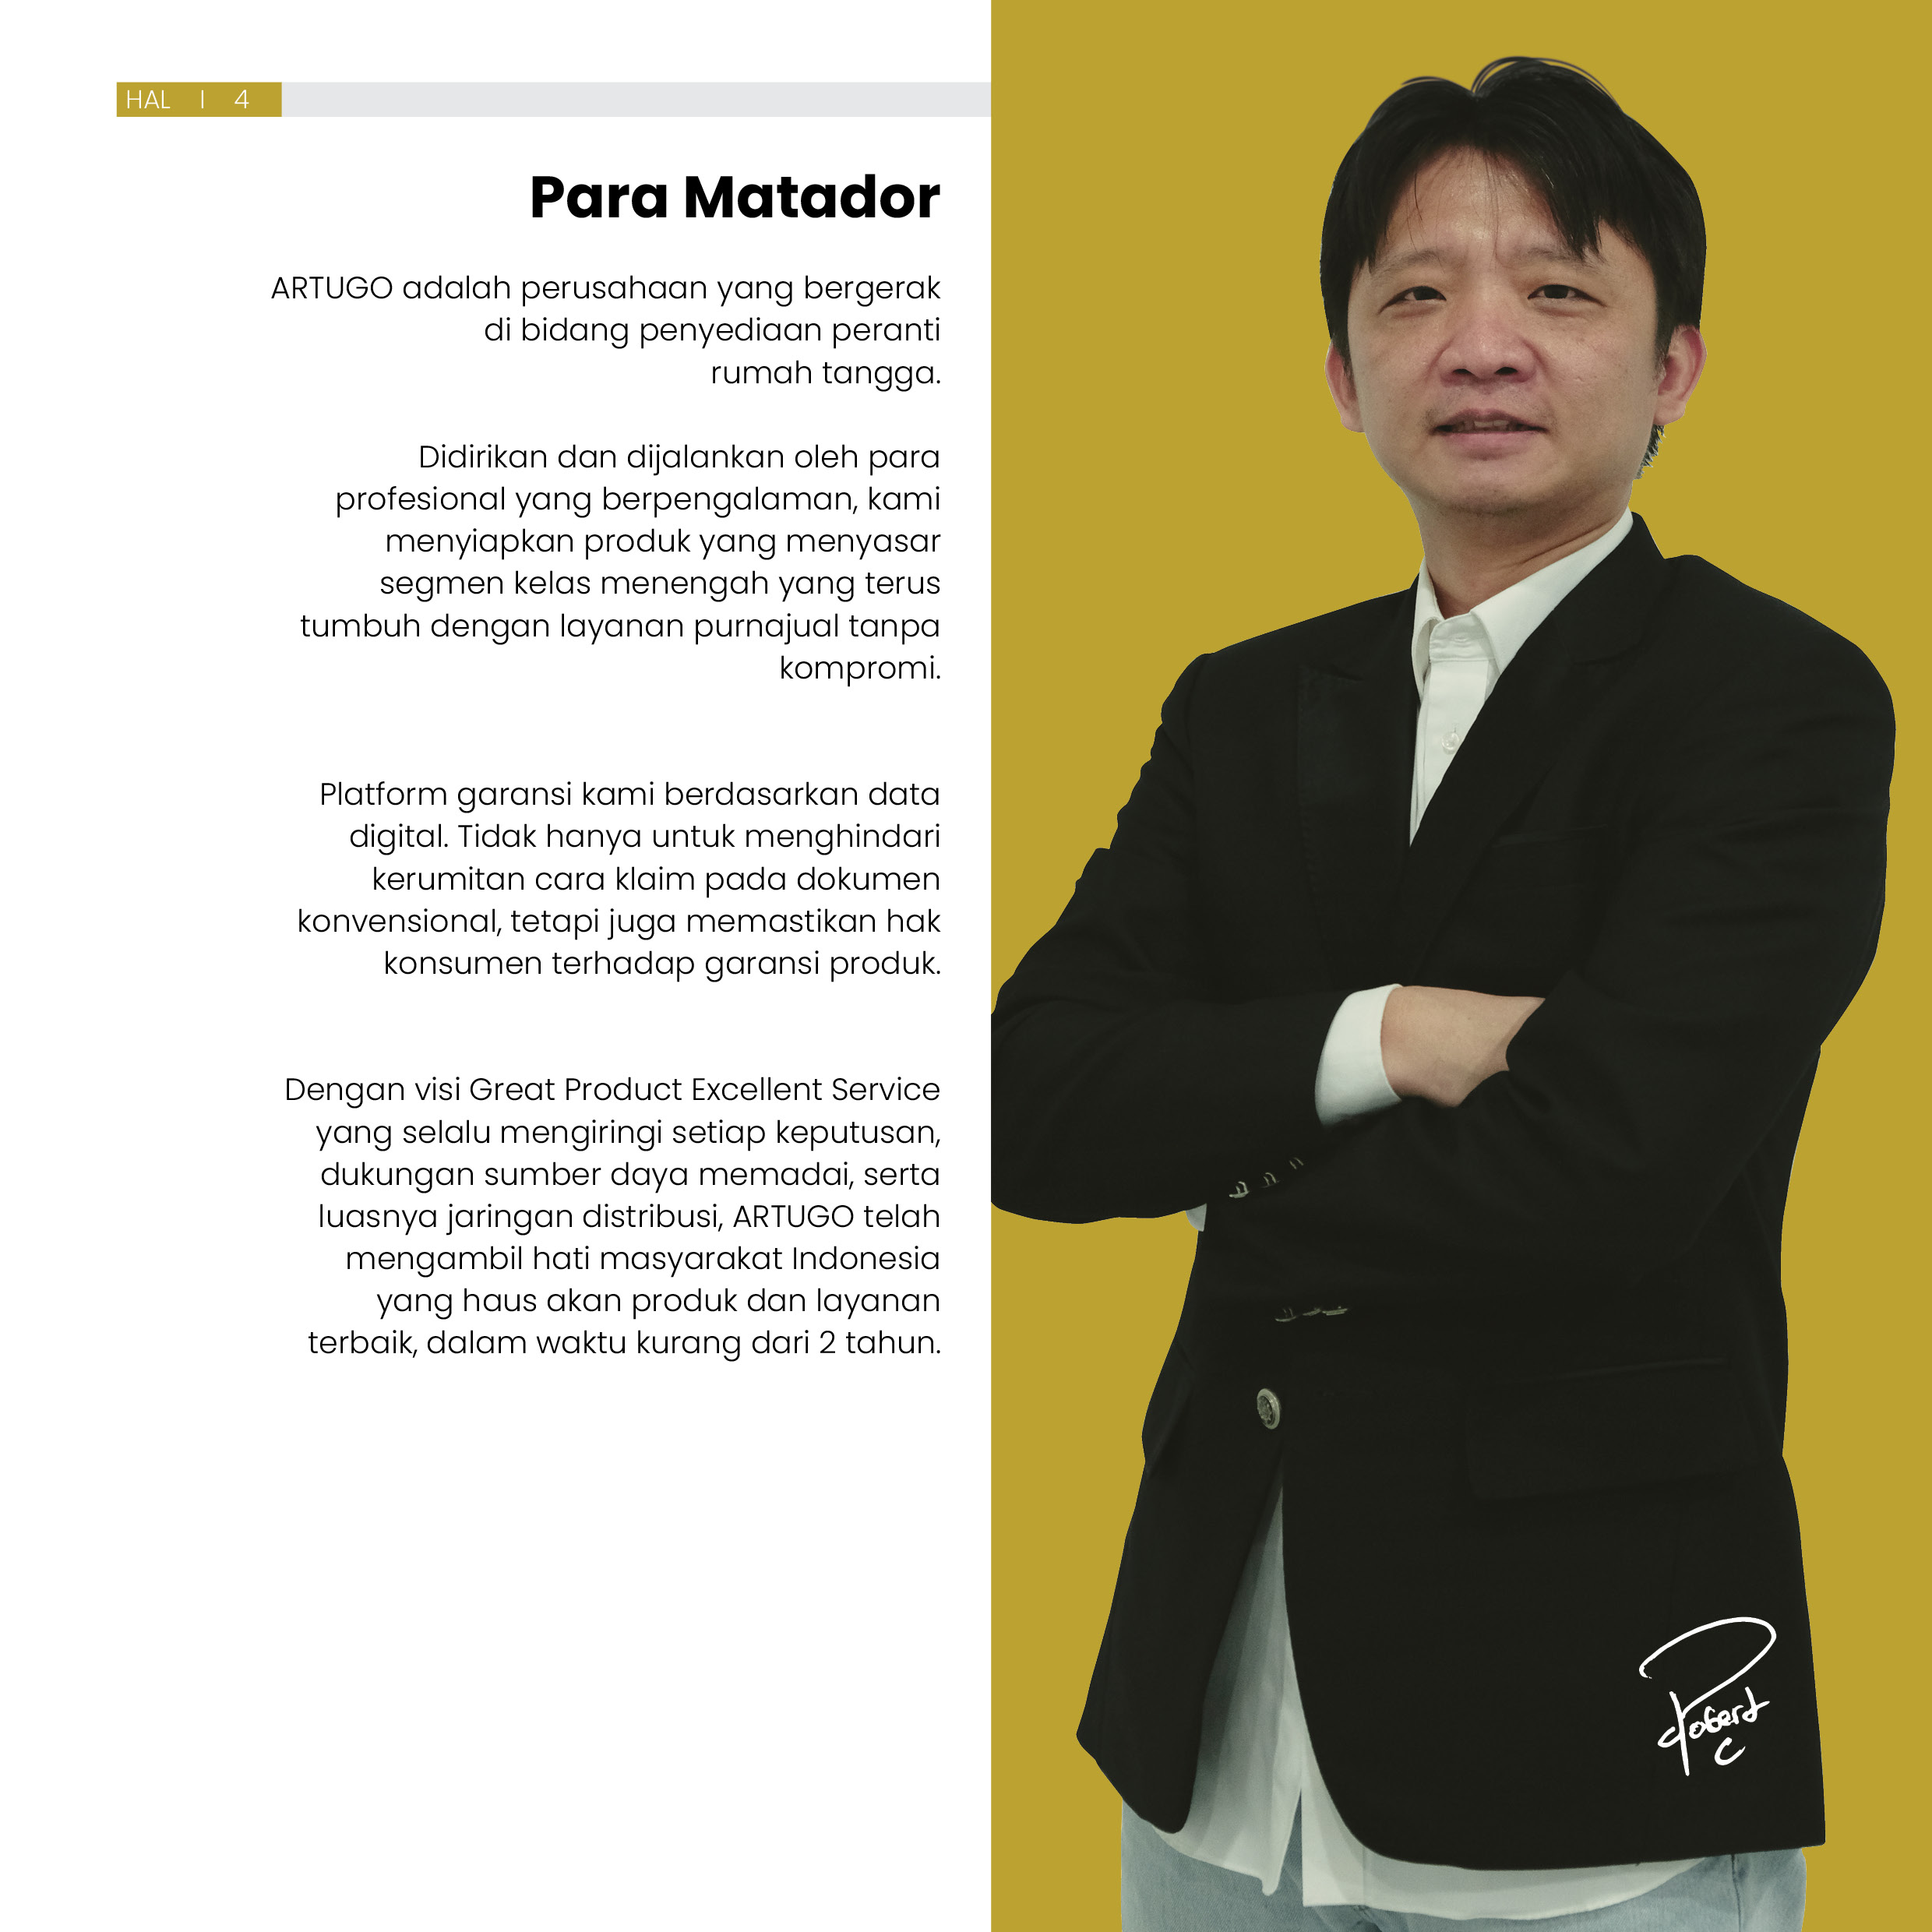 HAL | 4
Para Matador
ARTUGO adalah perusahaan yang bergerak
di bidang penyediaan peranti
rumah tangga.
Didirikan dan dijalankan oleh para
profesional yang berpengalaman, kami
menyiapkan produk yang menyasar
segmen kelas menengah yang terus
tumbuh dengan layanan purnajual tanpa
kompromi.
Platform garansi kami berdasarkan data
digital. Tidak hanya untuk menghindari
kerumitan cara klaim pada dokumen
konvensional, tetapi juga memastikan hak
konsumen terhadap garansi produk.
Dengan visi Great Product Excellent Service
yang selalu mengiringi setiap keputusan,
dukungan sumber daya memadai, serta
luasnya jaringan distribusi, ARTUGO telah
mengambil hati masyarakat Indonesia
yang haus akan produk dan layanan
terbaik, dalam waktu kurang dari 2 tahun.
Robert
C